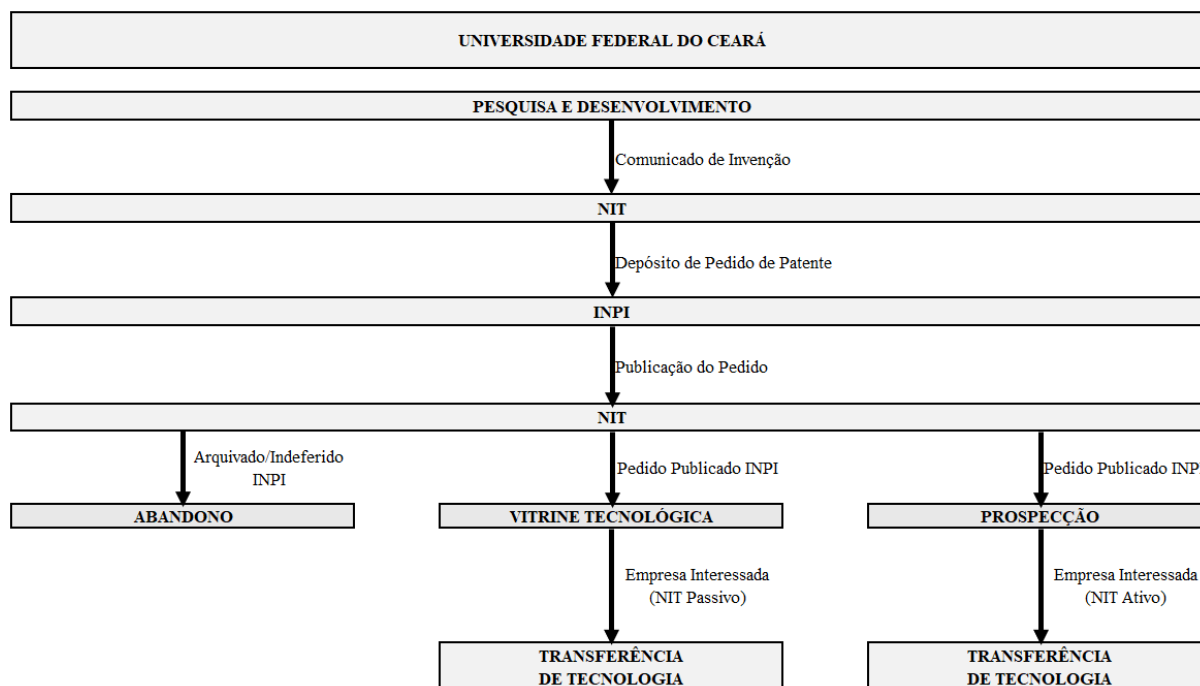 UNIVERSIDADE FEDERAL DO CEARÁ
PESQUISA E DESENVOLVIMENTO
Comunicado de Invenção
NIT
Depósito de Pedido de Patente
INPI
Publicação do Pedido
NIT
Arquivado/Indeferido
INPI
Pedido Publicado INPI
Pedido Publicado INPI
ABANDONO
VITRINE TECNOLÓGICA
PROSPECÇÃO
Empresa Interessada
(NIT Passivo)
Empresa Interessada
(NIT Ativo)
TRANSFERÊNCIA
DE TECNOLOGIA
TRANSFERÊNCIA
DE TECNOLOGIA